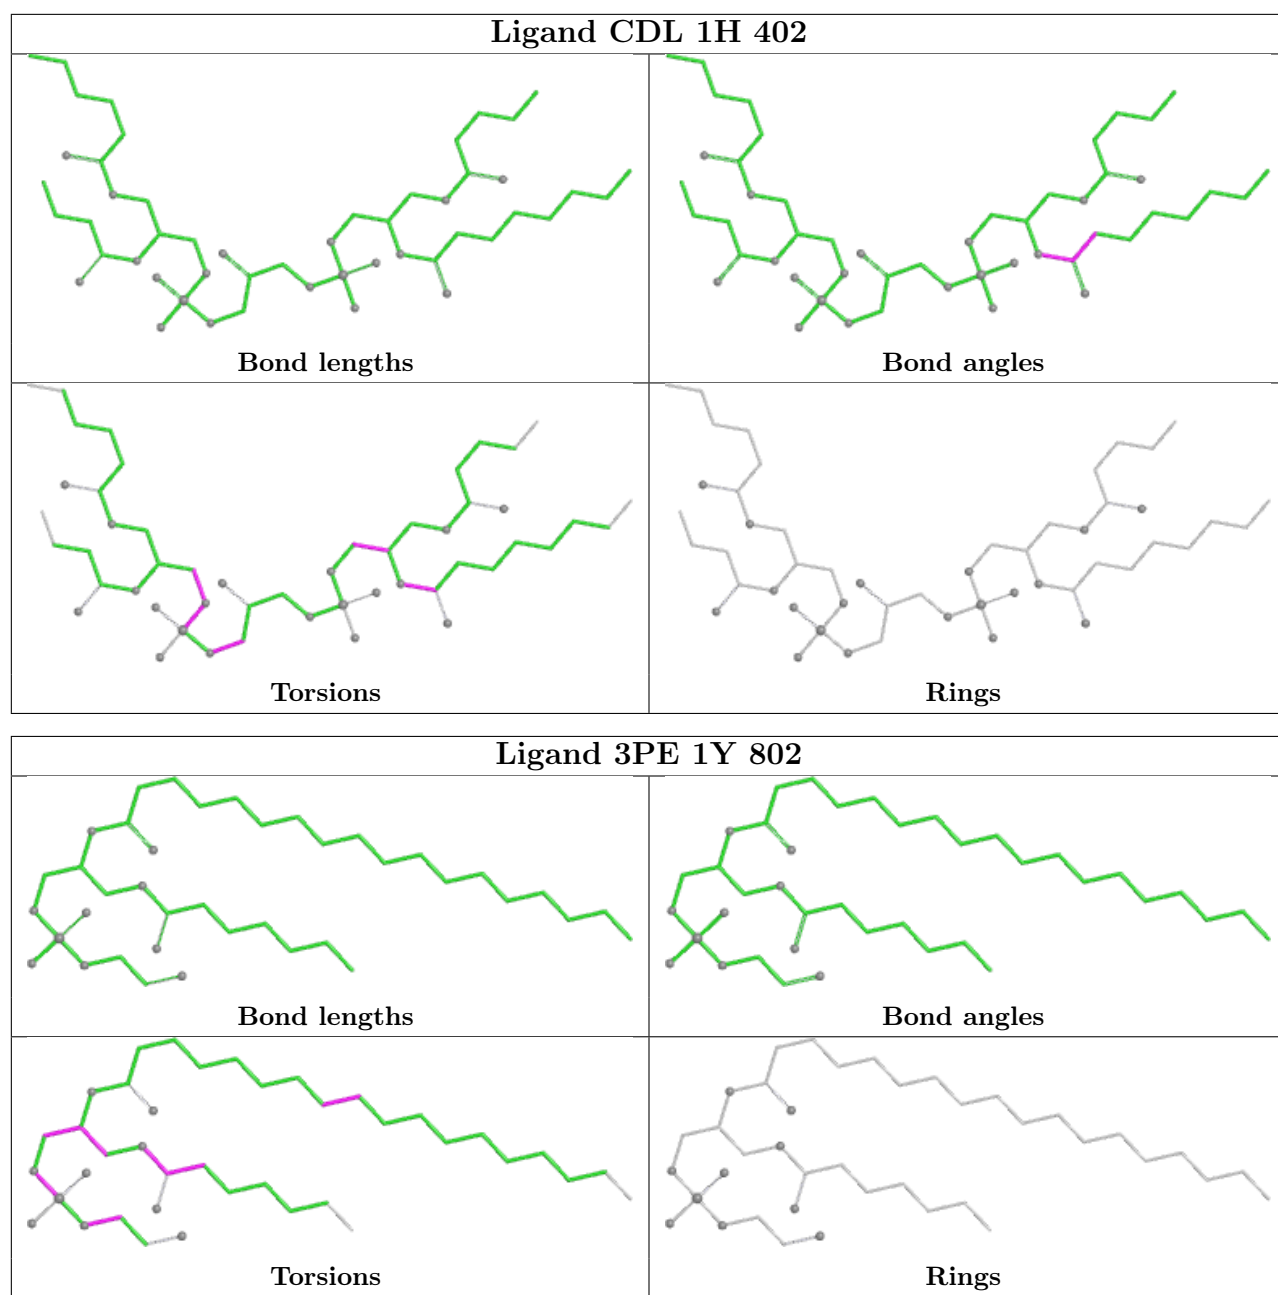 Ligand CDL 1H 402
Bond lengths
Bond angles
Torsions
Rings
Ligand 3PE 1Y 802
Bond lengths
Bond angles
Torsions
Rings